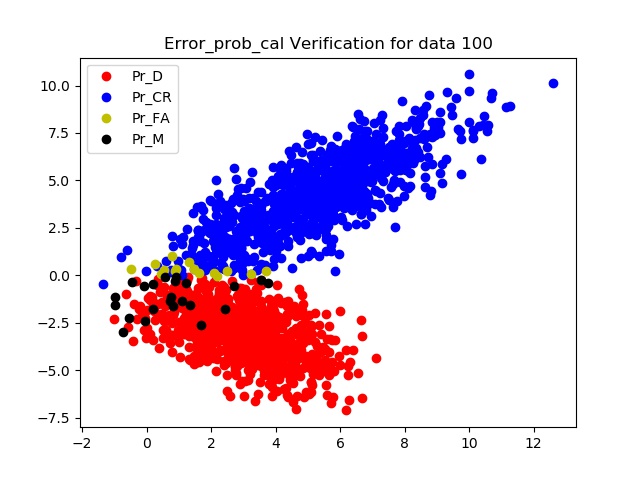 Error_prob_cal Verification for data 100
Pr_D
Pr_CR
Pr_FA
Pr_M
10.0
7.5
5.0
2.5
0.0
−2.5
−5.0
−7.5
−2 0 2 4 6 8 10 12